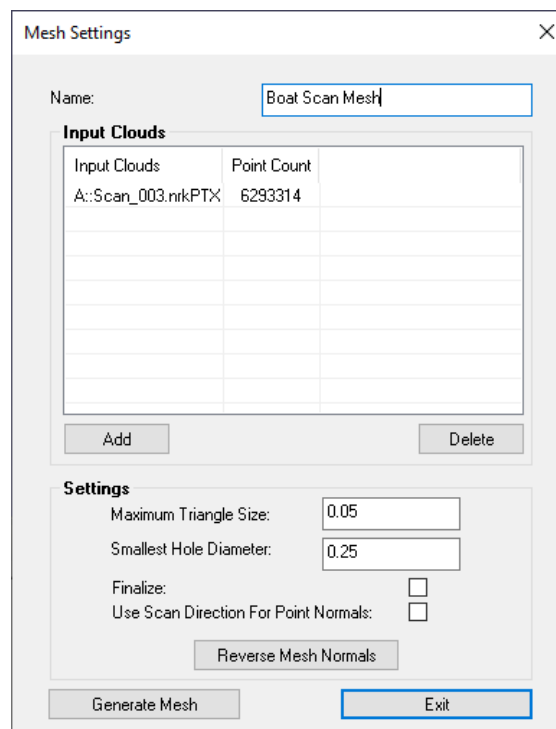 Mesh Settings
Name: Boat Scan Mesh
Input Clouds
Input Clouds Point Count
A::Scan_003.nrkPTX 6293314
Add Delete
Settings
Maximum Triangle Size: 0.05
Smallest Hole Diameter: 0.25
Finalize:
Use Scan Direction For Point Normals:
Reverse Mesh Normals
Generate Mesh Exit